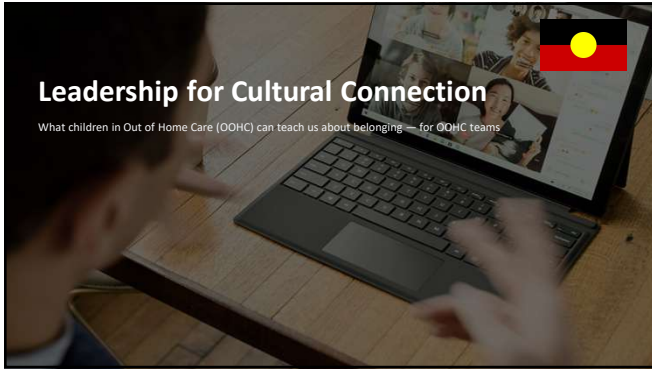 Leadership for Cultural Connection
What children in Out of Home Care (OOHC) can teach us about belonging — for OOHC teams